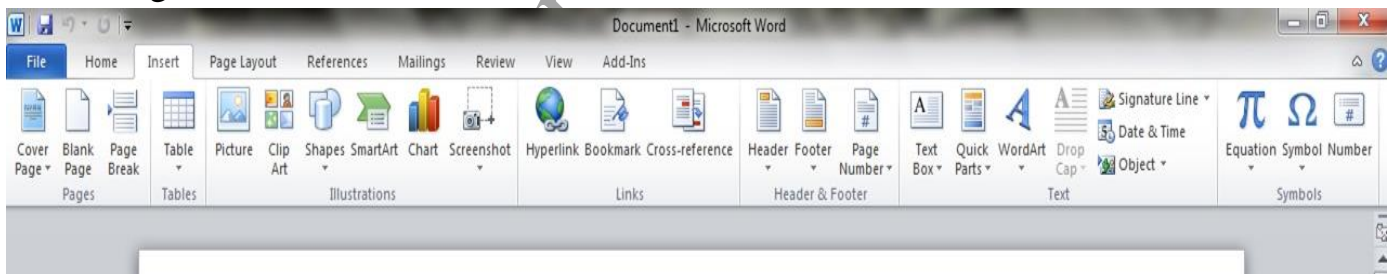 W
Document1 - Microsoft Word
File Home Insert Page Layout References Mailings Review View Add-Ins
Cover Page Blank Page Page Break Table Picture Clip Art Shapes SmartArt Chart Screenshot Hyperlink Bookmark Cross-reference Header Footer Page Number Text Box Quick Parts WordArt Drop Cap Signature Line Date & Time Object Equation Symbol Number
Pages Tables Illustrations Links Header & Footer Text Symbols